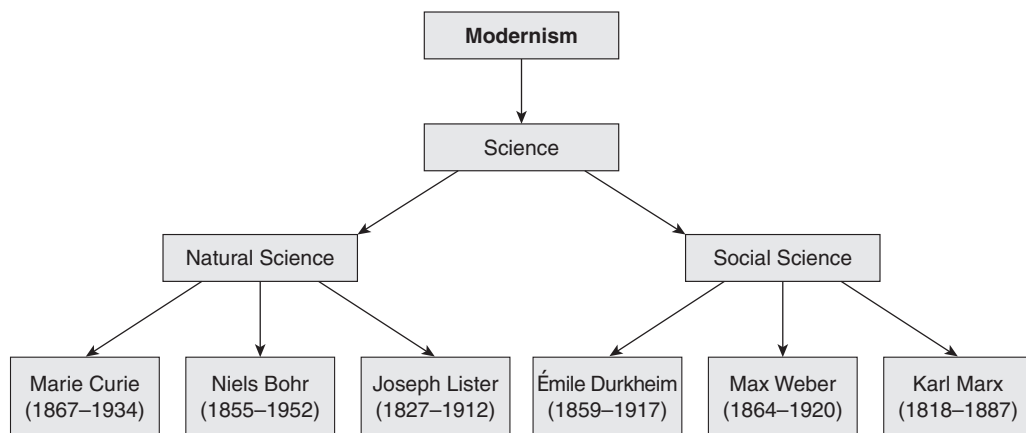 Modernism
Science
Natural Science
Social Science
Marie Curie
(1867–1934)
Niels Bohr
(1855–1952)
Joseph Lister
(1827–1912)
Émile Durkheim
(1859–1917)
Max Weber
(1864–1920)
Karl Marx
(1818–1887)